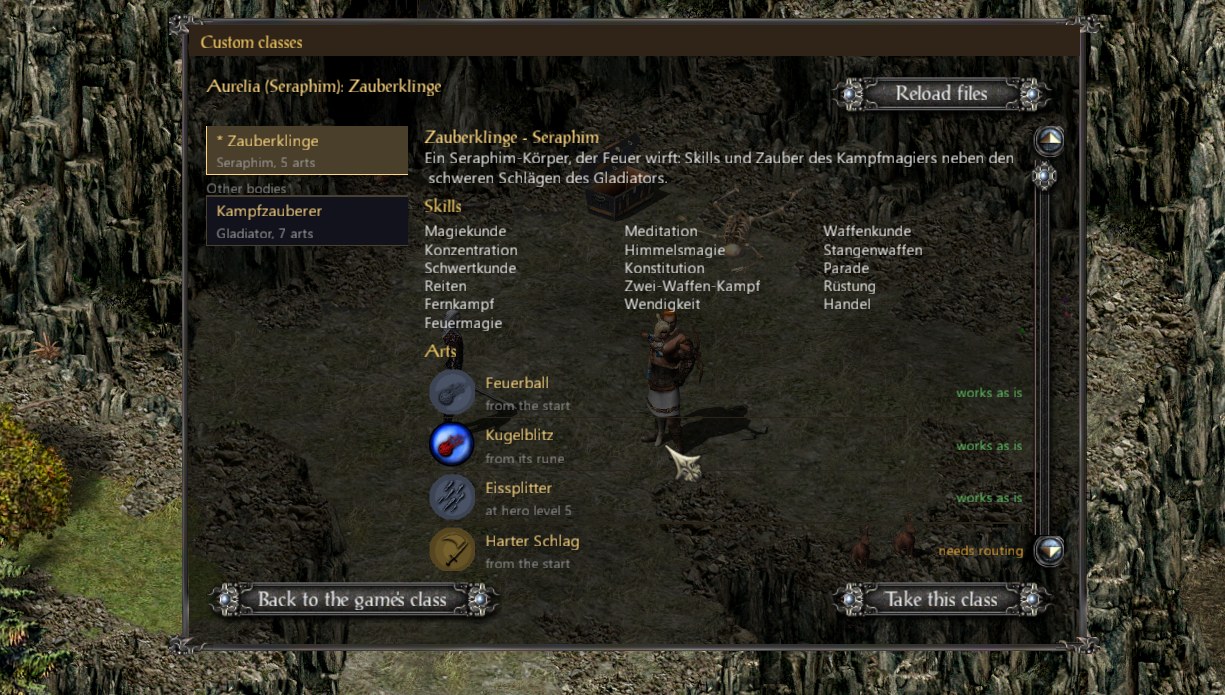 Custom classes
Aurelia (Seraphim): Zauberklinge
Reload files
* Zauberklinge
Seraphim, 5 arts
Other bodies
Kampfzauberer
Gladiator, 7 arts
Zauberklinge - Seraphim
Ein Seraphim-Körper, der Feuer wirft: Skills und Zauber des Kampfmagiers neben den
schweren Schlägen des Gladiators.
Skills
Magiekunde Meditation Waffenkunde
Konzentration Himmelsmagie Stangenwaffen
Schwertkunde Konstitution Parade
Reiten Zwei-Waffen-Kampf Rüstung
Fernkampf Wendigkeit Handel
Feuermagie
Arts
Feuerball
from the start
works as is
Kugelblitz
from its rune
works as is
Eissplitter
at hero level 5
works as is
Harter Schlag
from the start
needs routing
Back to the game's class
Take this class